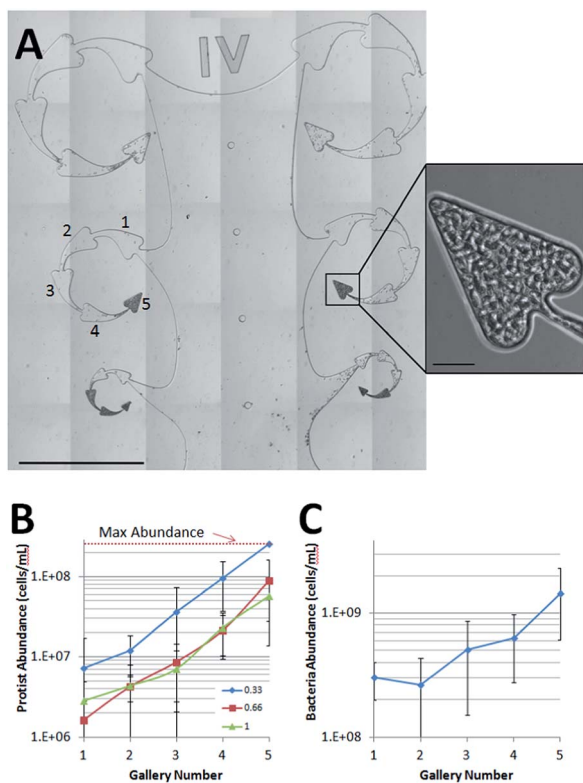 A
IV
1
2
3
4
5
B
Max Abundance
Protist Abundance (cells/mL)
1.E+08
1.E+07
1.E+06
1 2 3 4 5
Gallery Number
0.33
0.66
1
C
Bacteria Abundance (cells/mL)
1.E+09
1.E+08
1 2 3 4 5
Gallery Number